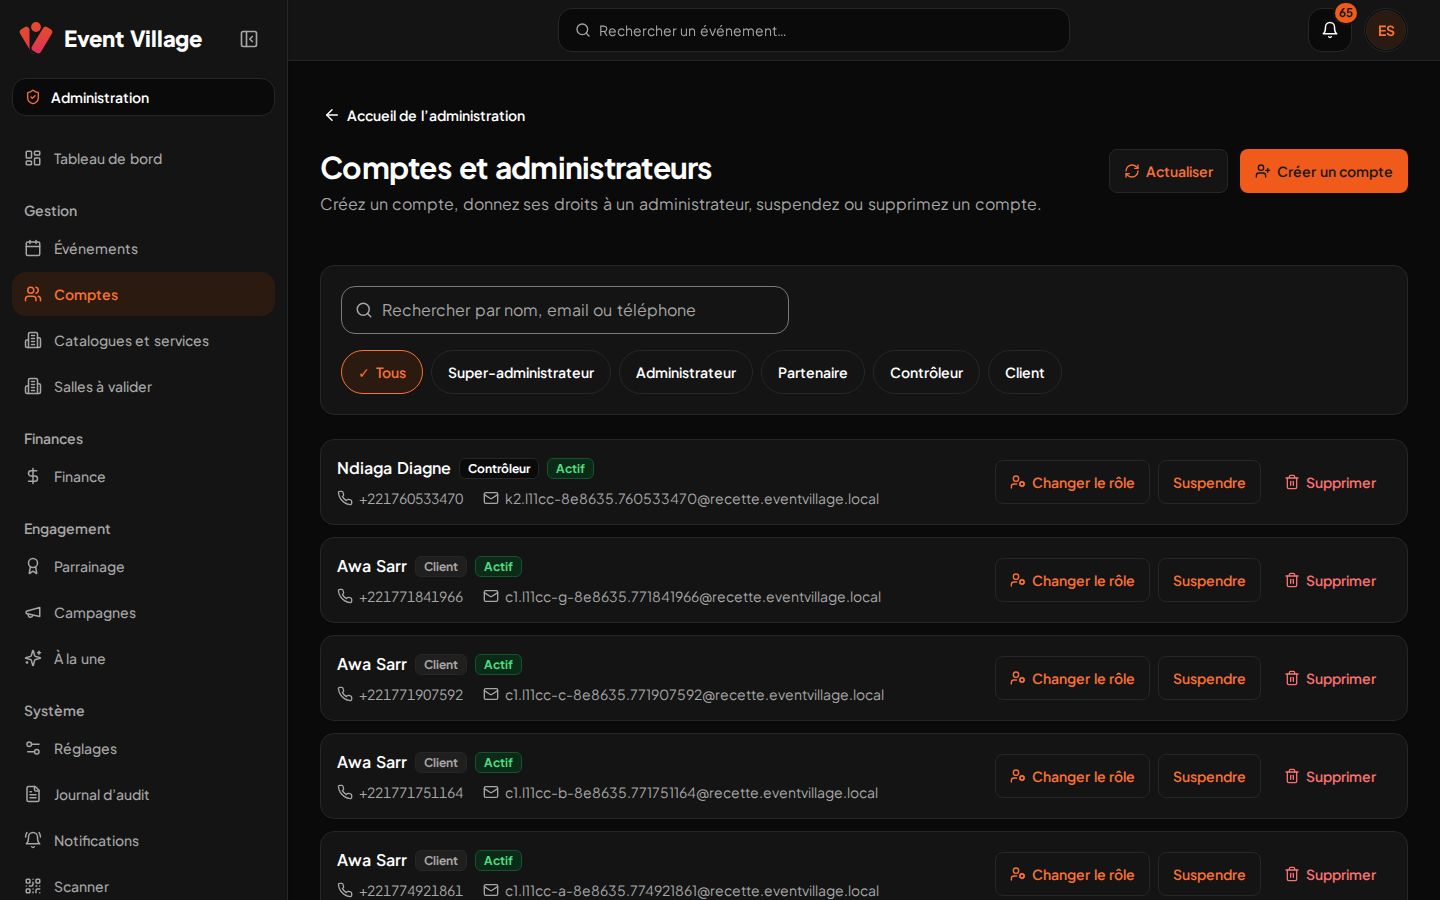 Event Village
Rechercher un événement...
65
ES
Administration
Accueil de l'administration
Tableau de bord
Comptes et administrateurs
Actualiser
Créer un compte
Créez un compte, donnez ses droits à un administrateur, suspendez ou supprimez un compte.
Gestion
Événements
Comptes
Catalogues et services
Salles à valider
Finances
Finance
Engagement
Parrainage
Campagnes
À la une
Système
Réglages
Journal d'audit
Notifications
Scanner
Rechercher par nom, email ou téléphone
✓ Tous
Super-administrateur
Administrateur
Partenaire
Contrôleur
Client
Ndiaga Diagne Contrôleur Actif
+221760533470 k2.l11cc-8e8635.760533470@recette.eventvillage.local
Changer le rôle Suspendre Supprimer
Awa Sarr Client Actif
+221771841966 c1.l11cc-g-8e8635.771841966@recette.eventvillage.local
Changer le rôle Suspendre Supprimer
Awa Sarr Client Actif
+221771907592 c1.l11cc-c-8e8635.771907592@recette.eventvillage.local
Changer le rôle Suspendre Supprimer
Awa Sarr Client Actif
+221771751164 c1.l11cc-b-8e8635.771751164@recette.eventvillage.local
Changer le rôle Suspendre Supprimer
Awa Sarr Client Actif
+221774921861 c1.l11cc-a-8e8635.774921861@recette.eventvillage.local
Changer le rôle Suspendre Supprimer